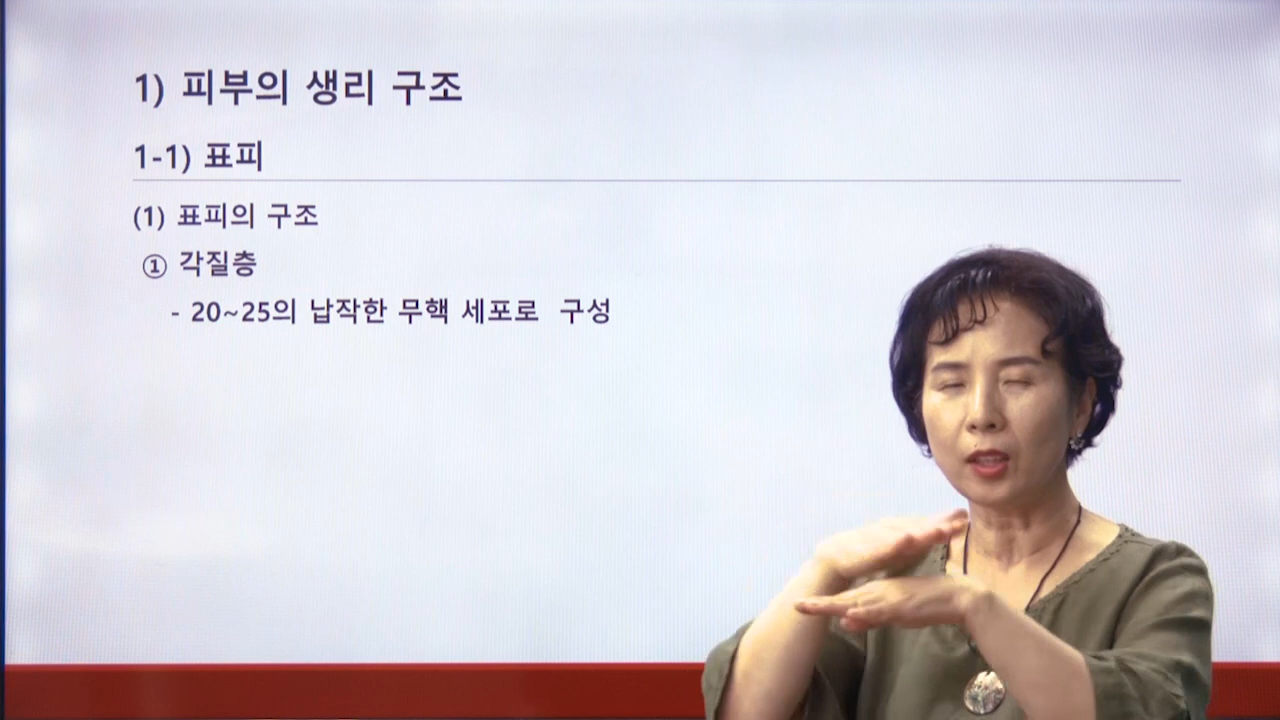 1) 피부의 생리 구조
1-1) 표피
(1) 표피의 구조
① 각질층
- 20~25의 납작한 무핵 세포로 구성